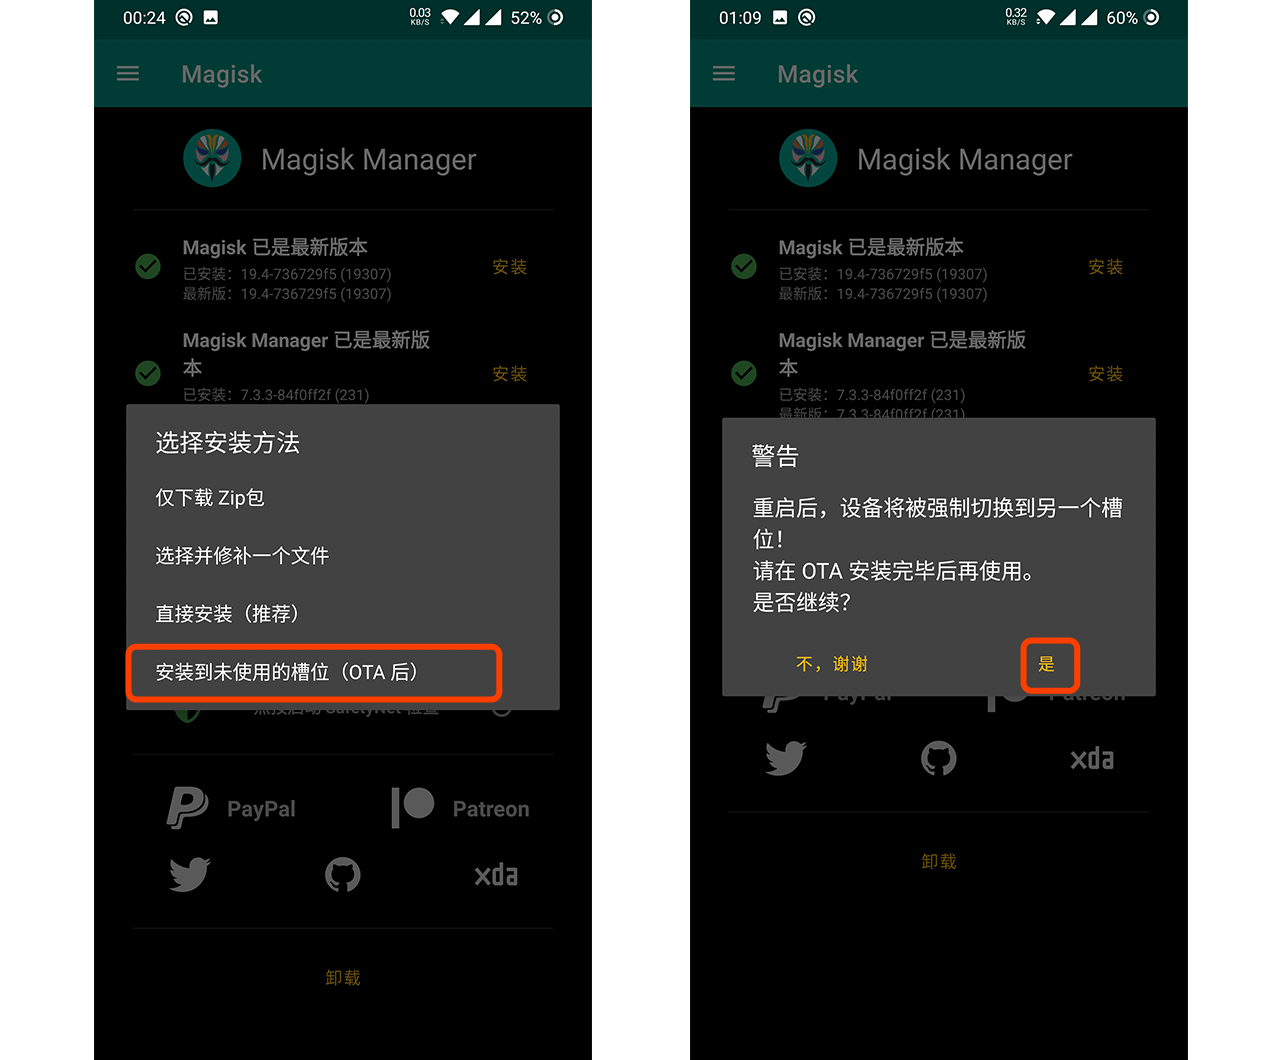 00:24
0.03
KB/S
52%
Magisk
Magisk Manager
Magisk 已是最新版本
已安装：19.4-736729f5 (19307)
最新版：19.4-736729f5 (19307)
安装
Magisk Manager 已是最新版
本
已安装：7.3.3-84f0ff2f (231)
安装
选择安装方法
仅下载 Zip包
选择并修补一个文件
直接安装（推荐）
安装到未使用的槽位（OTA 后）
点按启动 SafetyNet 检查
PayPal
Patreon
xda
卸载
01:09
0.32
KB/S
60%
Magisk
Magisk Manager
Magisk 已是最新版本
已安装：19.4-736729f5 (19307)
最新版：19.4-736729f5 (19307)
安装
Magisk Manager 已是最新版
本
已安装：7.3.3-84f0ff2f (231)
最新版：7.3.3-84f0ff2f (231)
安装
警告
重启后，设备将被强制切换到另一个槽
位！
请在 OTA 安装完毕后再使用。
是否继续？
不，谢谢
是
PayPal
Patreon
xda
卸载